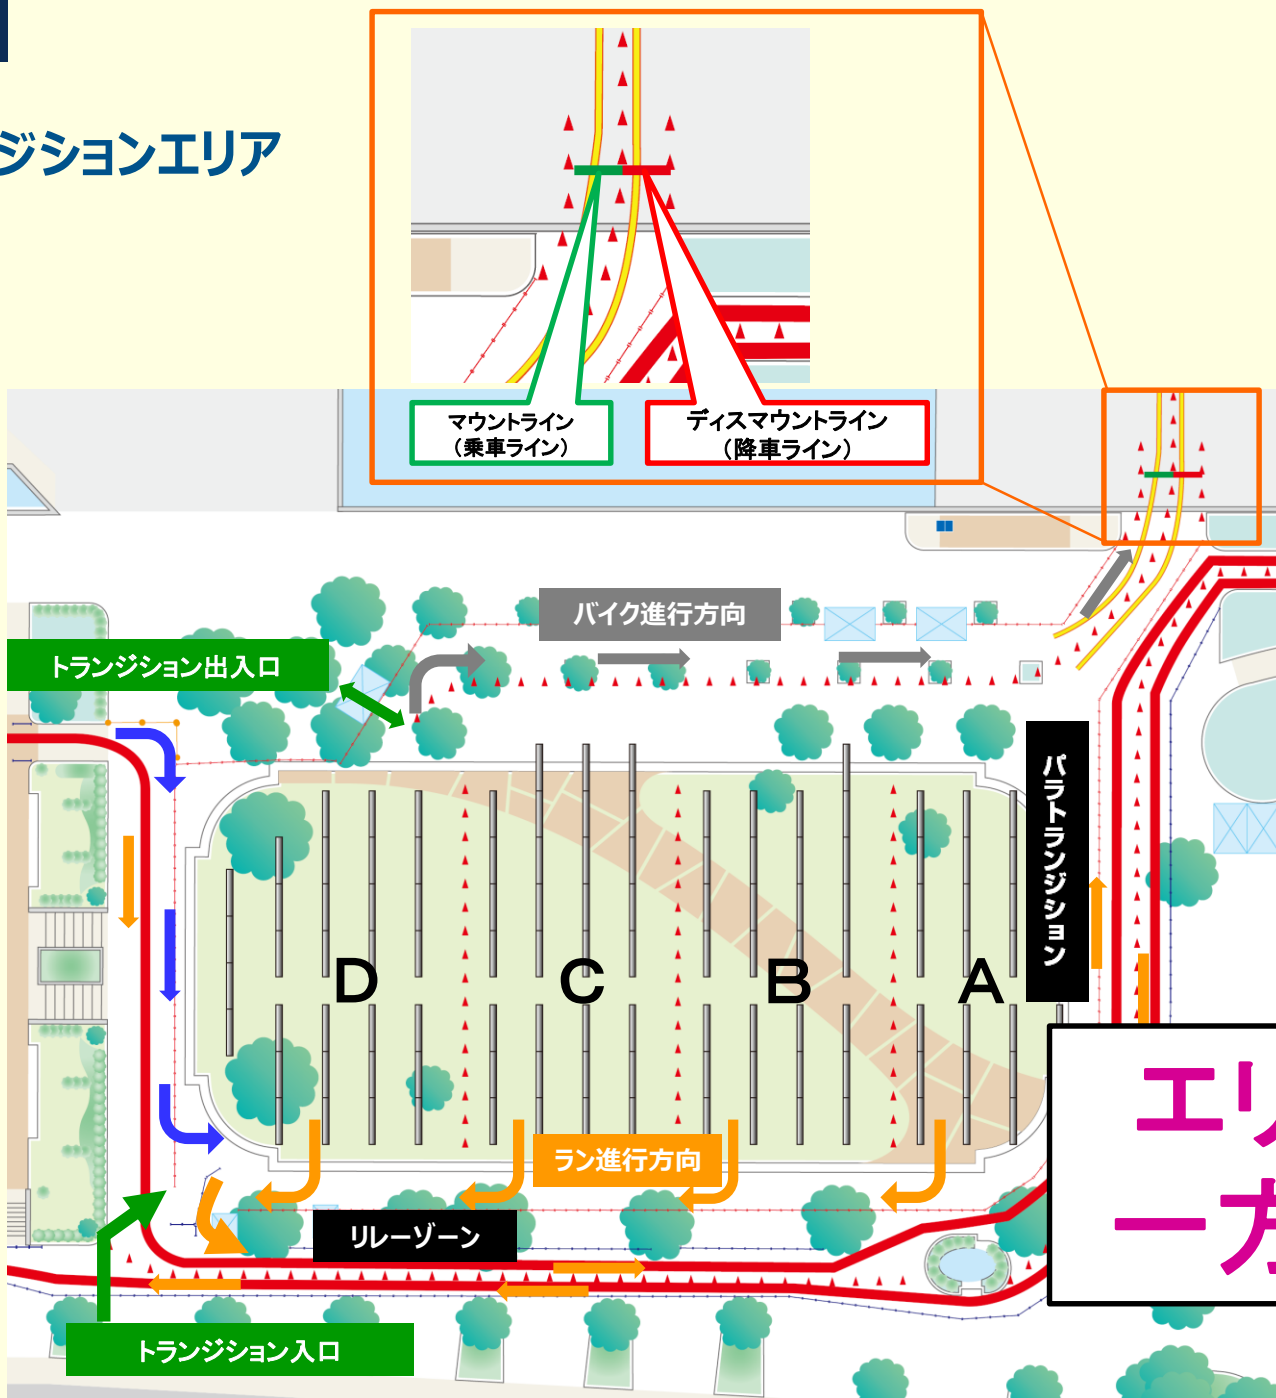 ジションエリア
マウントライン
（乗車ライン）
ディスマウントライン
（降車ライン）
バイク進行方向
トランジション出入口
パラトランジション
D
C
B
A
ラン進行方向
リレーゾーン
トランジション入口
エリ
一方